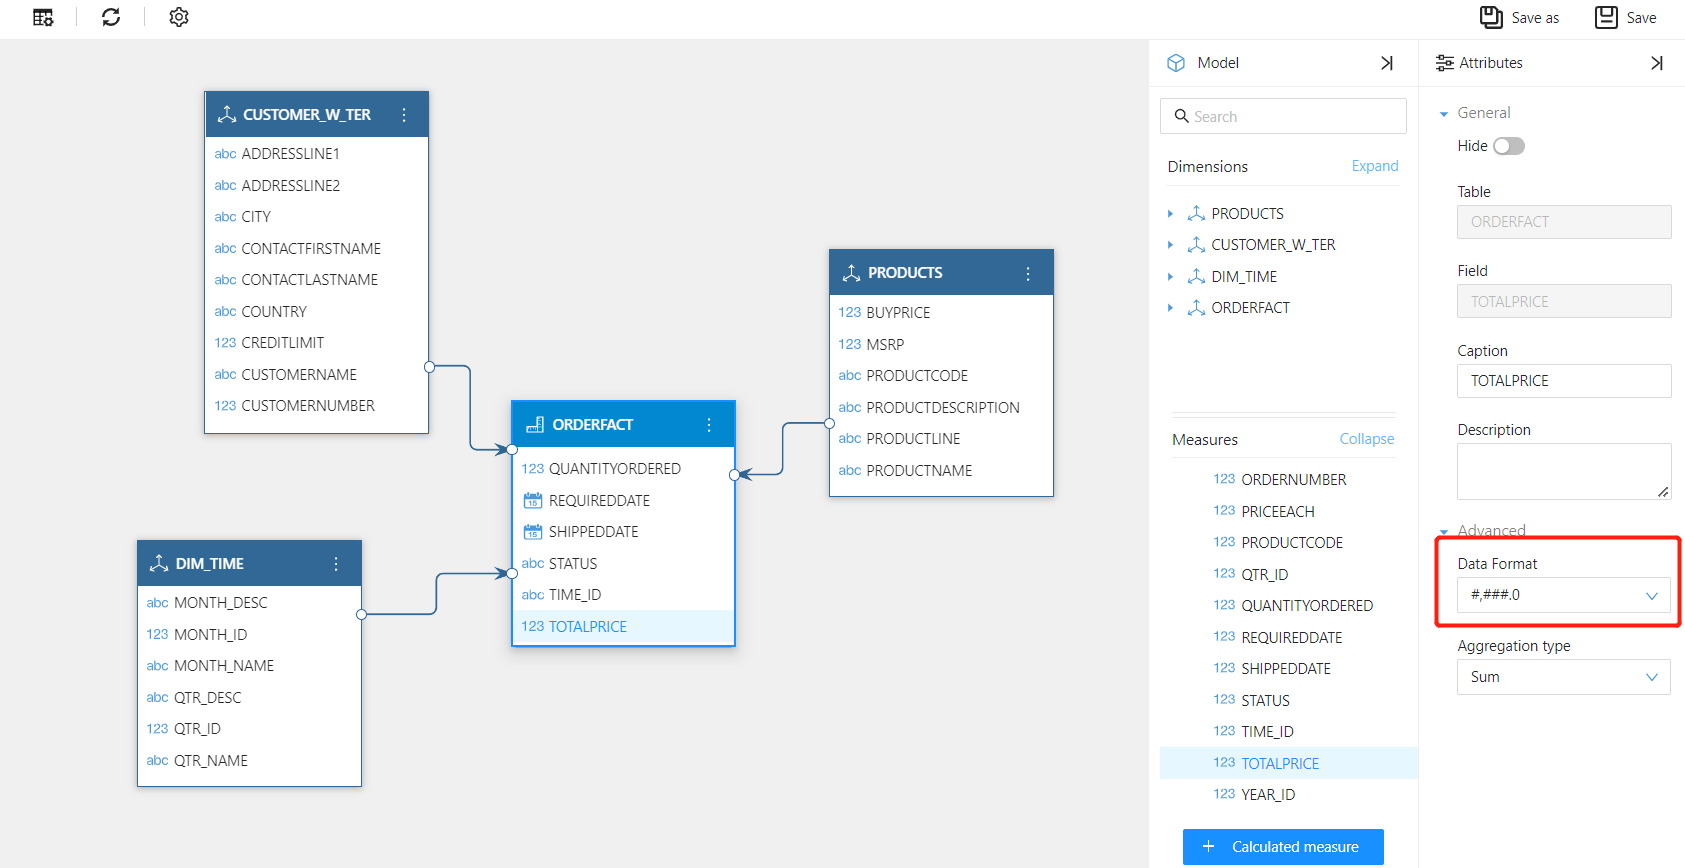 Save as
Save
CUSTOMER_W_TER
abc ADDRESSLINE1
abc ADDRESSLINE2
abc CITY
abc CONTACTFIRSTNAME
abc CONTACTLASTNAME
abc COUNTRY
123 CREDITLIMIT
abc CUSTOMERNAME
123 CUSTOMERNUMBER
DIM_TIME
abc MONTH_DESC
123 MONTH_ID
abc MONTH_NAME
abc QTR_DESC
123 QTR_ID
abc QTR_NAME
ORDERFACT
123 QUANTITYORDERED
15 REQUIREDDATE
15 SHIPPEDDATE
abc STATUS
abc TIME_ID
123 TOTALPRICE
PRODUCTS
123 BUYPRICE
123 MSRP
abc PRODUCTCODE
abc PRODUCTDESCRIPTION
abc PRODUCTLINE
abc PRODUCTNAME
Model
Search
Dimensions Expand
PRODUCTS
CUSTOMER_W_TER
DIM_TIME
ORDERFACT
Measures Collapse
123 ORDERNUMBER
123 PRICEEACH
123 PRODUCTCODE
123 QTR_ID
123 QUANTITYORDERED
123 REQUIREDDATE
123 SHIPPEDDATE
123 STATUS
123 TIME_ID
123 TOTALPRICE
123 YEAR_ID
+ Calculated measure
Attributes
General
Hide
Table
ORDERFACT
Field
TOTALPRICE
Caption
TOTALPRICE
Description
Advanced
Data Format
#,###.0
Aggregation type
Sum